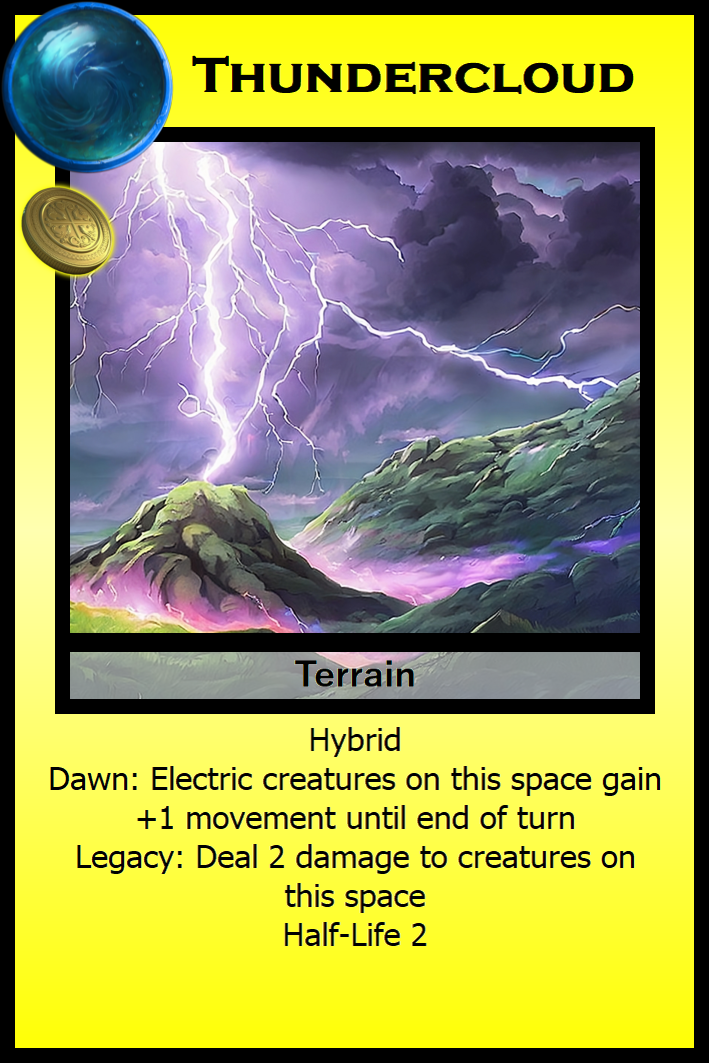 Thundercloud
Terrain
Hybrid
Dawn: Electric creatures on this space gain
+1 movement until end of turn
Legacy: Deal 2 damage to creatures on
this space
Half-Life 2